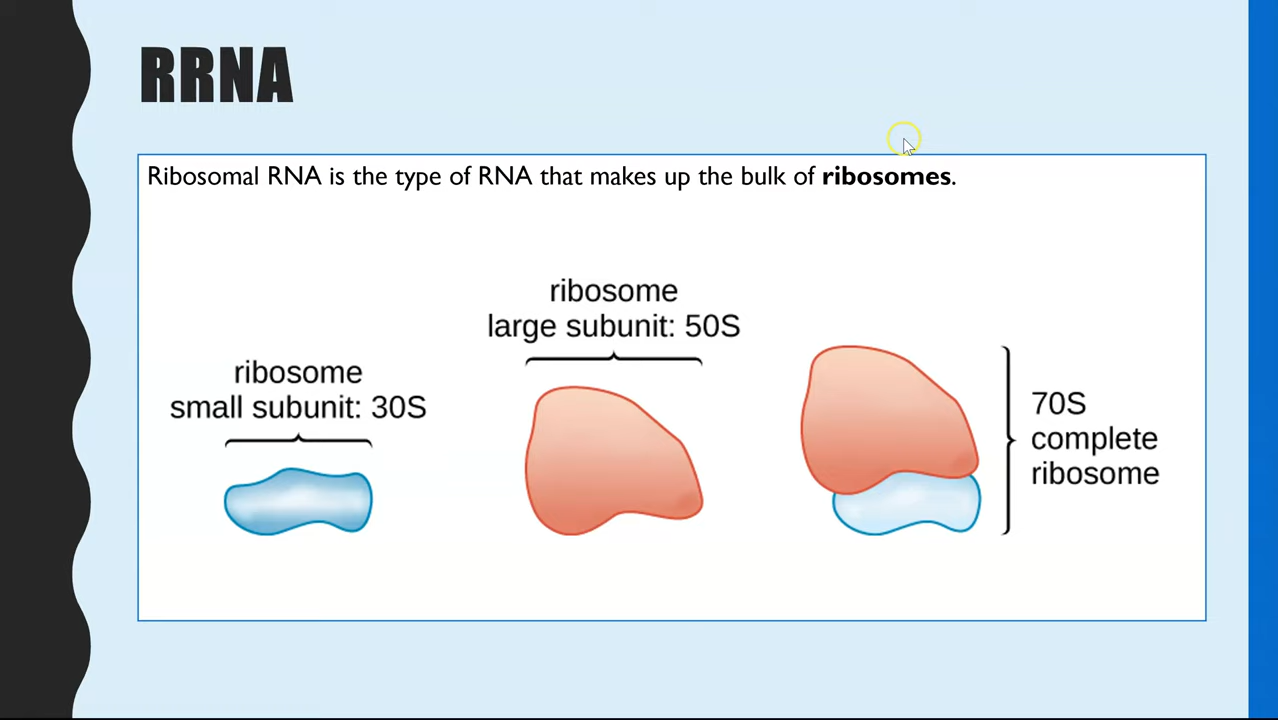 RRNA
Ribosomal RNA is the type of RNA that makes up the bulk of ribosomes.
ribosome
small subunit: 30S
ribosome
large subunit: 50S
70S
complete
ribosome